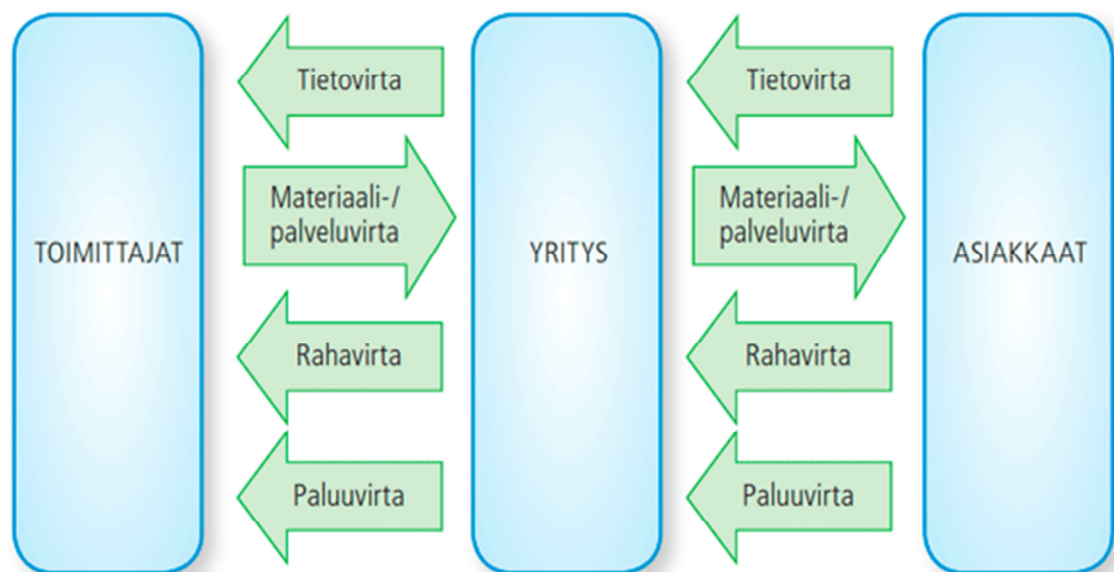 Tietovirta
Tietovirta
Materiaali-/
palveluvirta
Materiaali-/
palveluvirta
TOIMITTAJAT
YRITYS
ASIAKKAAT
Rahavirta
Rahavirta
Paluuvirta
Paluuvirta